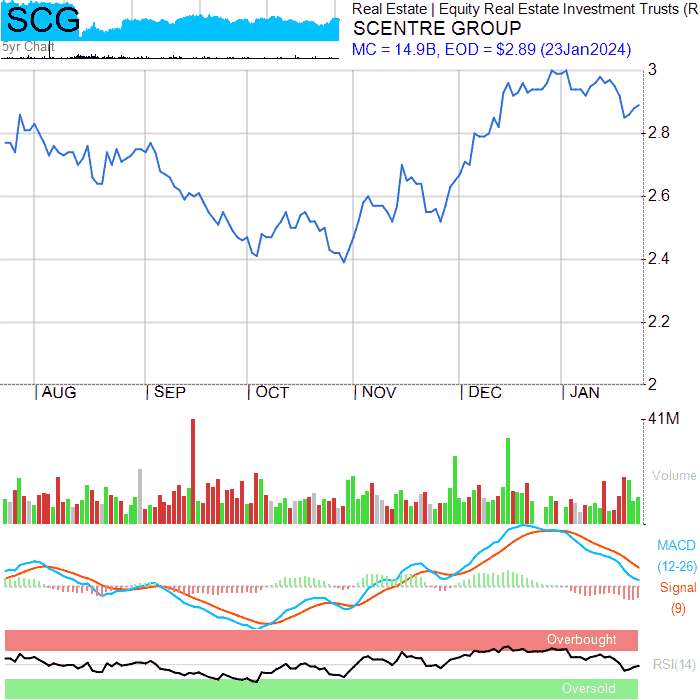 SCG
5yr Chart
Real Estate | Equity Real Estate Investment Trusts (R
SCENTRE GROUP
MC = 14.9B, EOD = $2.89 (23Jan2024)
3
2.8
2.6
2.4
2.2
2
AUG SEP OCT NOV DEC JAN
41M
Volume
MACD
(12-26)
Signal
(9)
Overbought
RSI(14)
Oversold